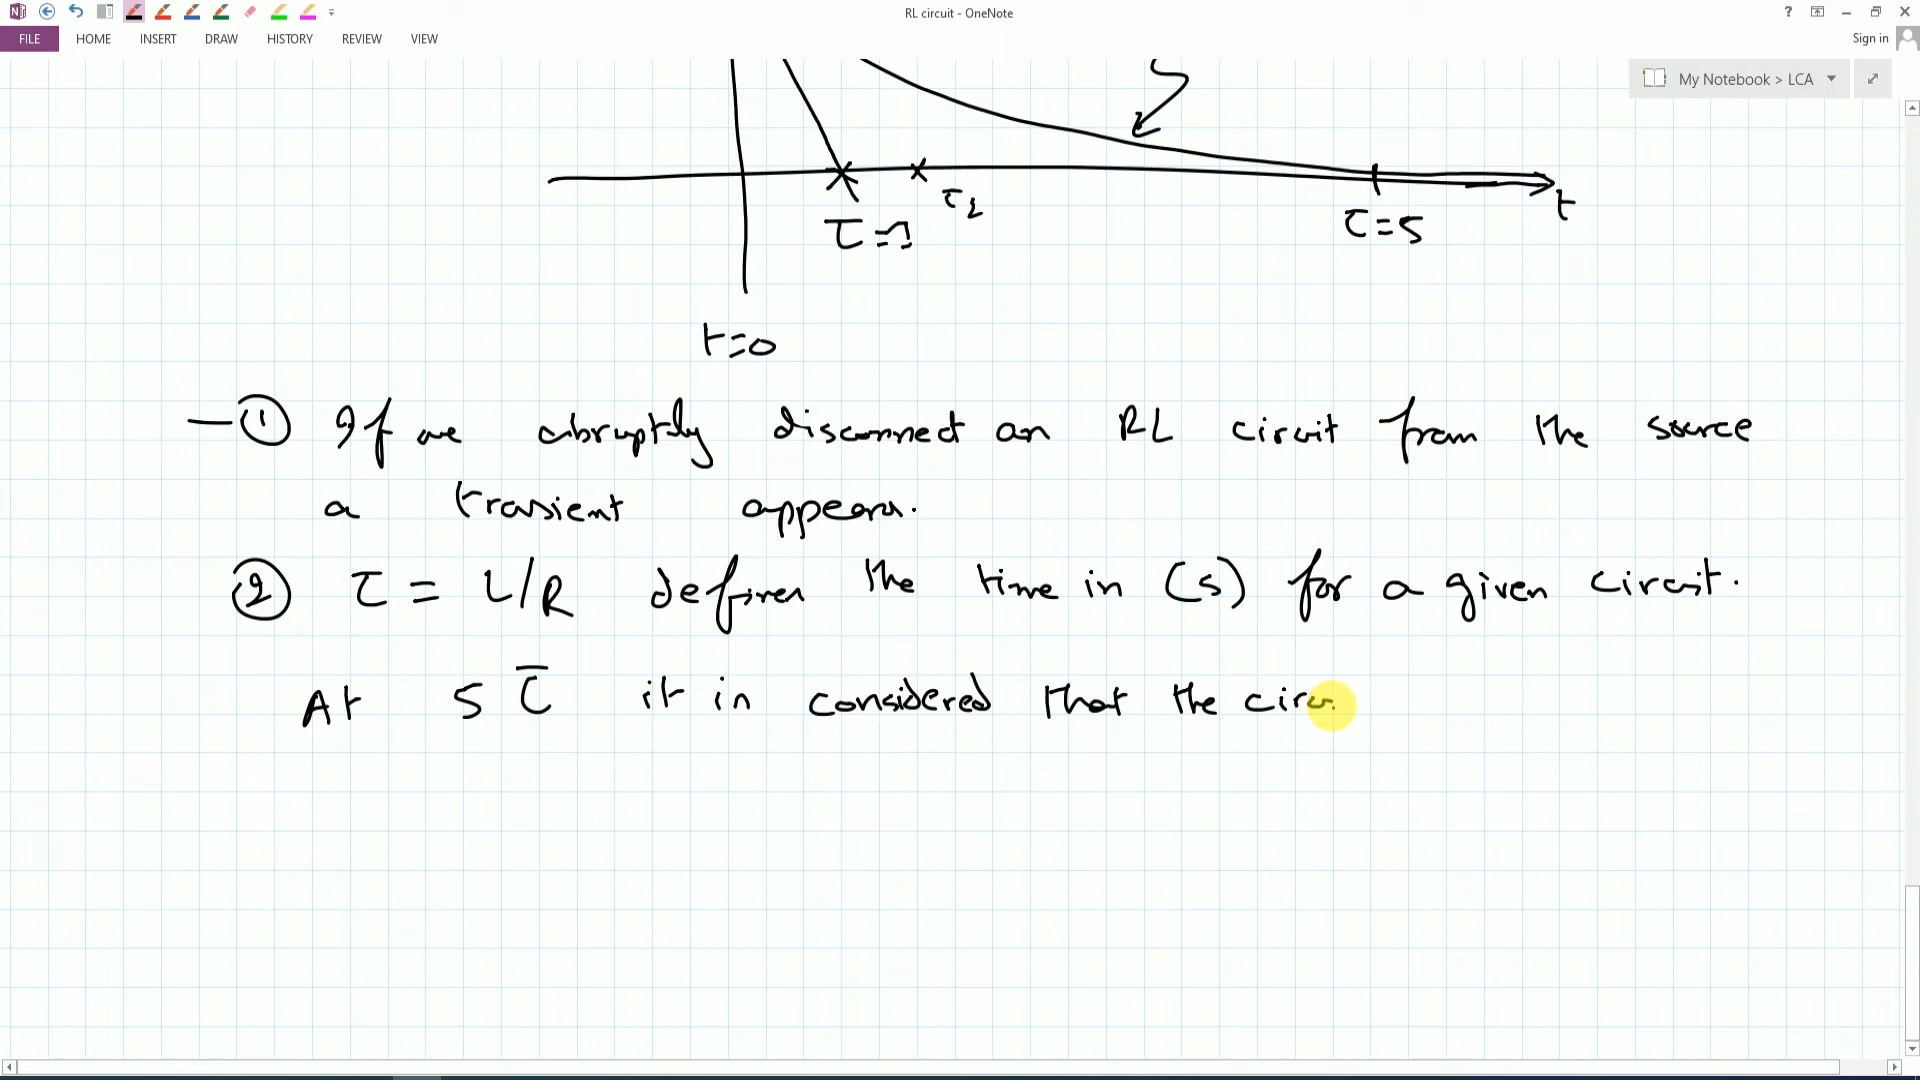 RL circuit - OneNote
FILE HOME INSERT DRAW HISTORY REVIEW VIEW
Sign in
My Notebook > LCA
τ2
t
τ =1
τ=5
t=0
—① If we abruptly disconnect an RL circuit from the source
a transient appears.
② τ = L/R defines the time in (s) for a given circuit.
At 5 τ it is considered that the circu